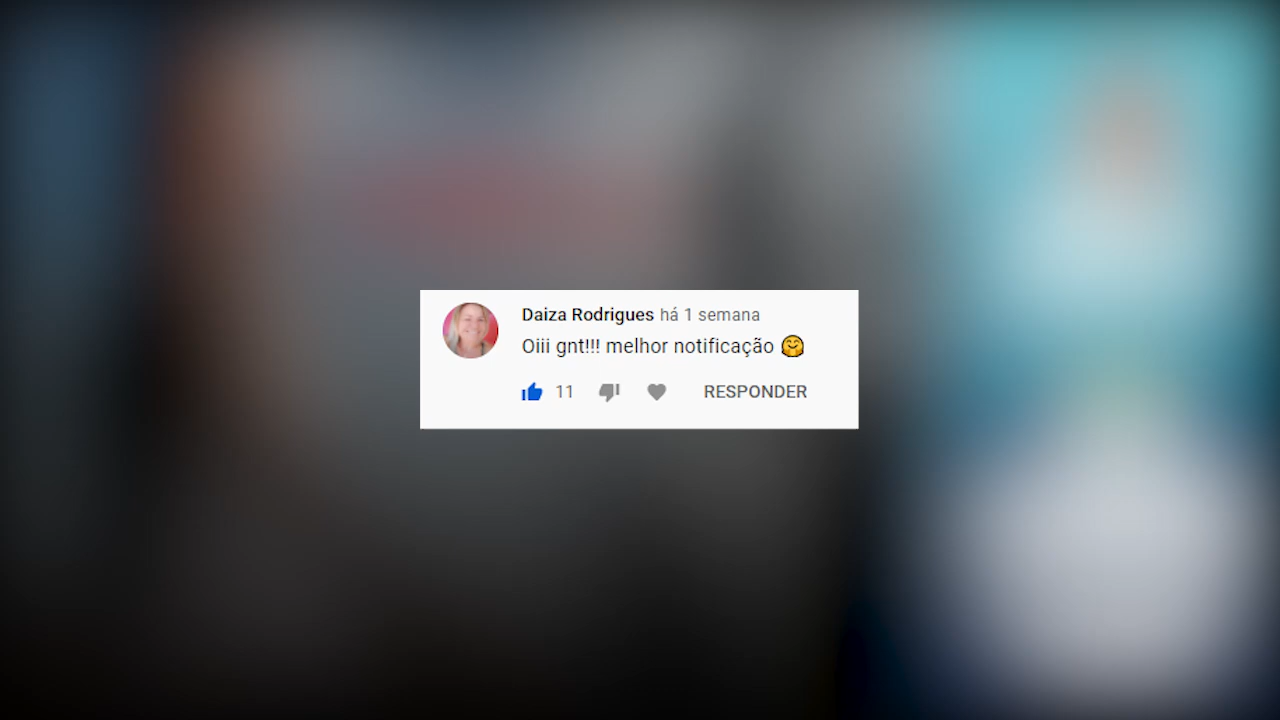 Daiza Rodrigues há 1 semana
Oiii gnt!!! melhor notificação 🤗
11 RESPONDER